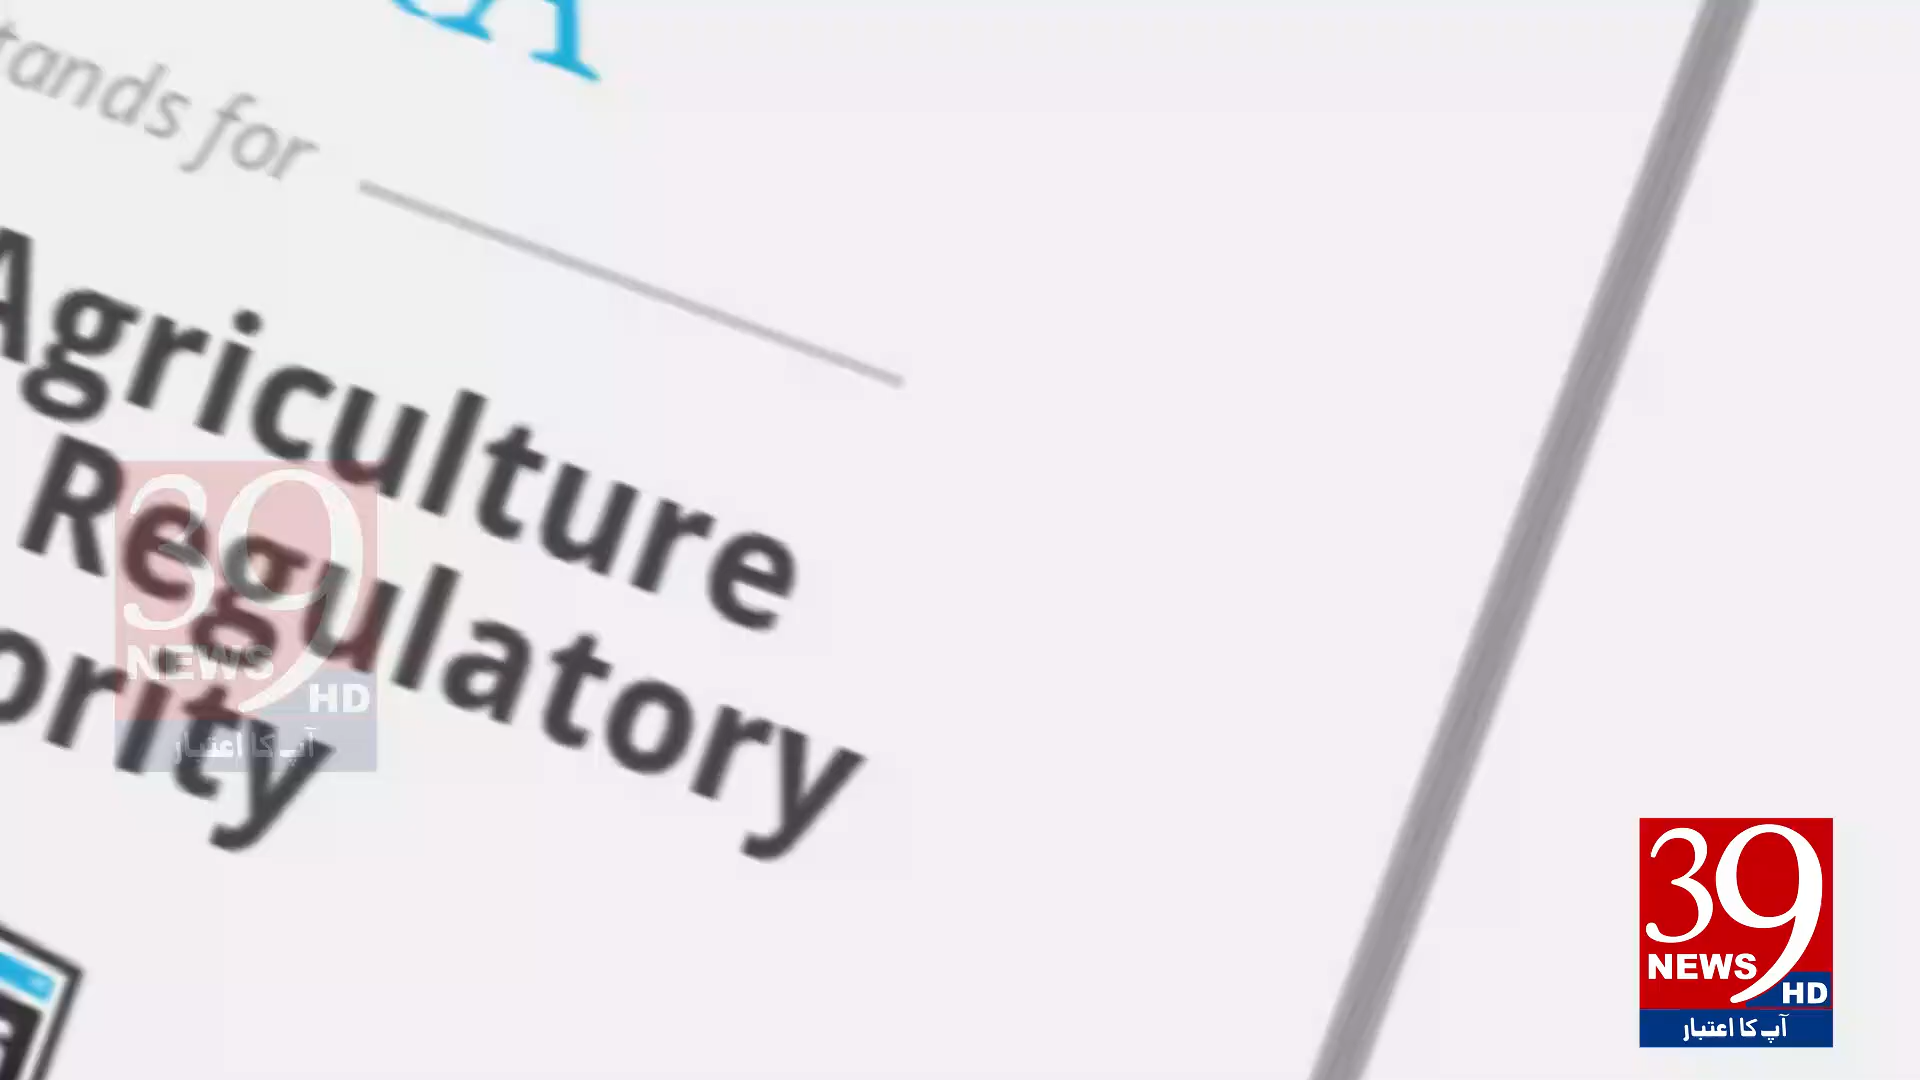 tands for
Agriculture
Regulatory
ority
39
NEWS
HD
آپ کا اعتبار
39
NEWS
HD
آپ کا اعتبار